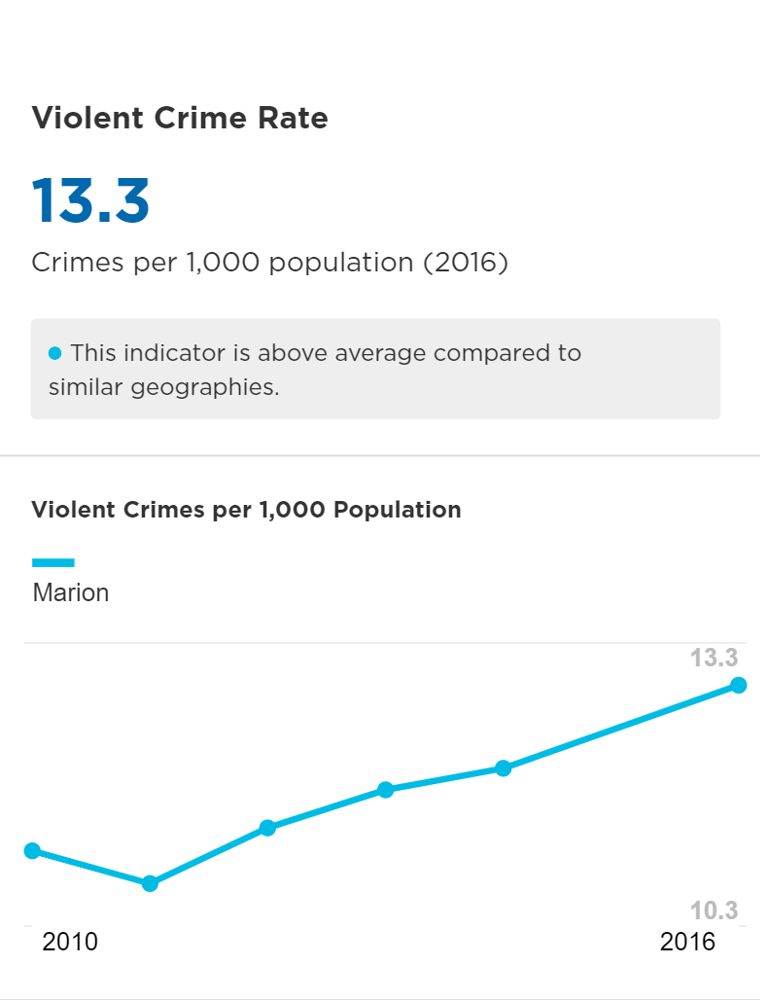 Violent Crime Rate
13.3
Crimes per 1,000 population (2016)
This indicator is above average compared to
similar geographies.
Violent Crimes per 1,000 Population
Marion
13.3
10.3
2010 2016